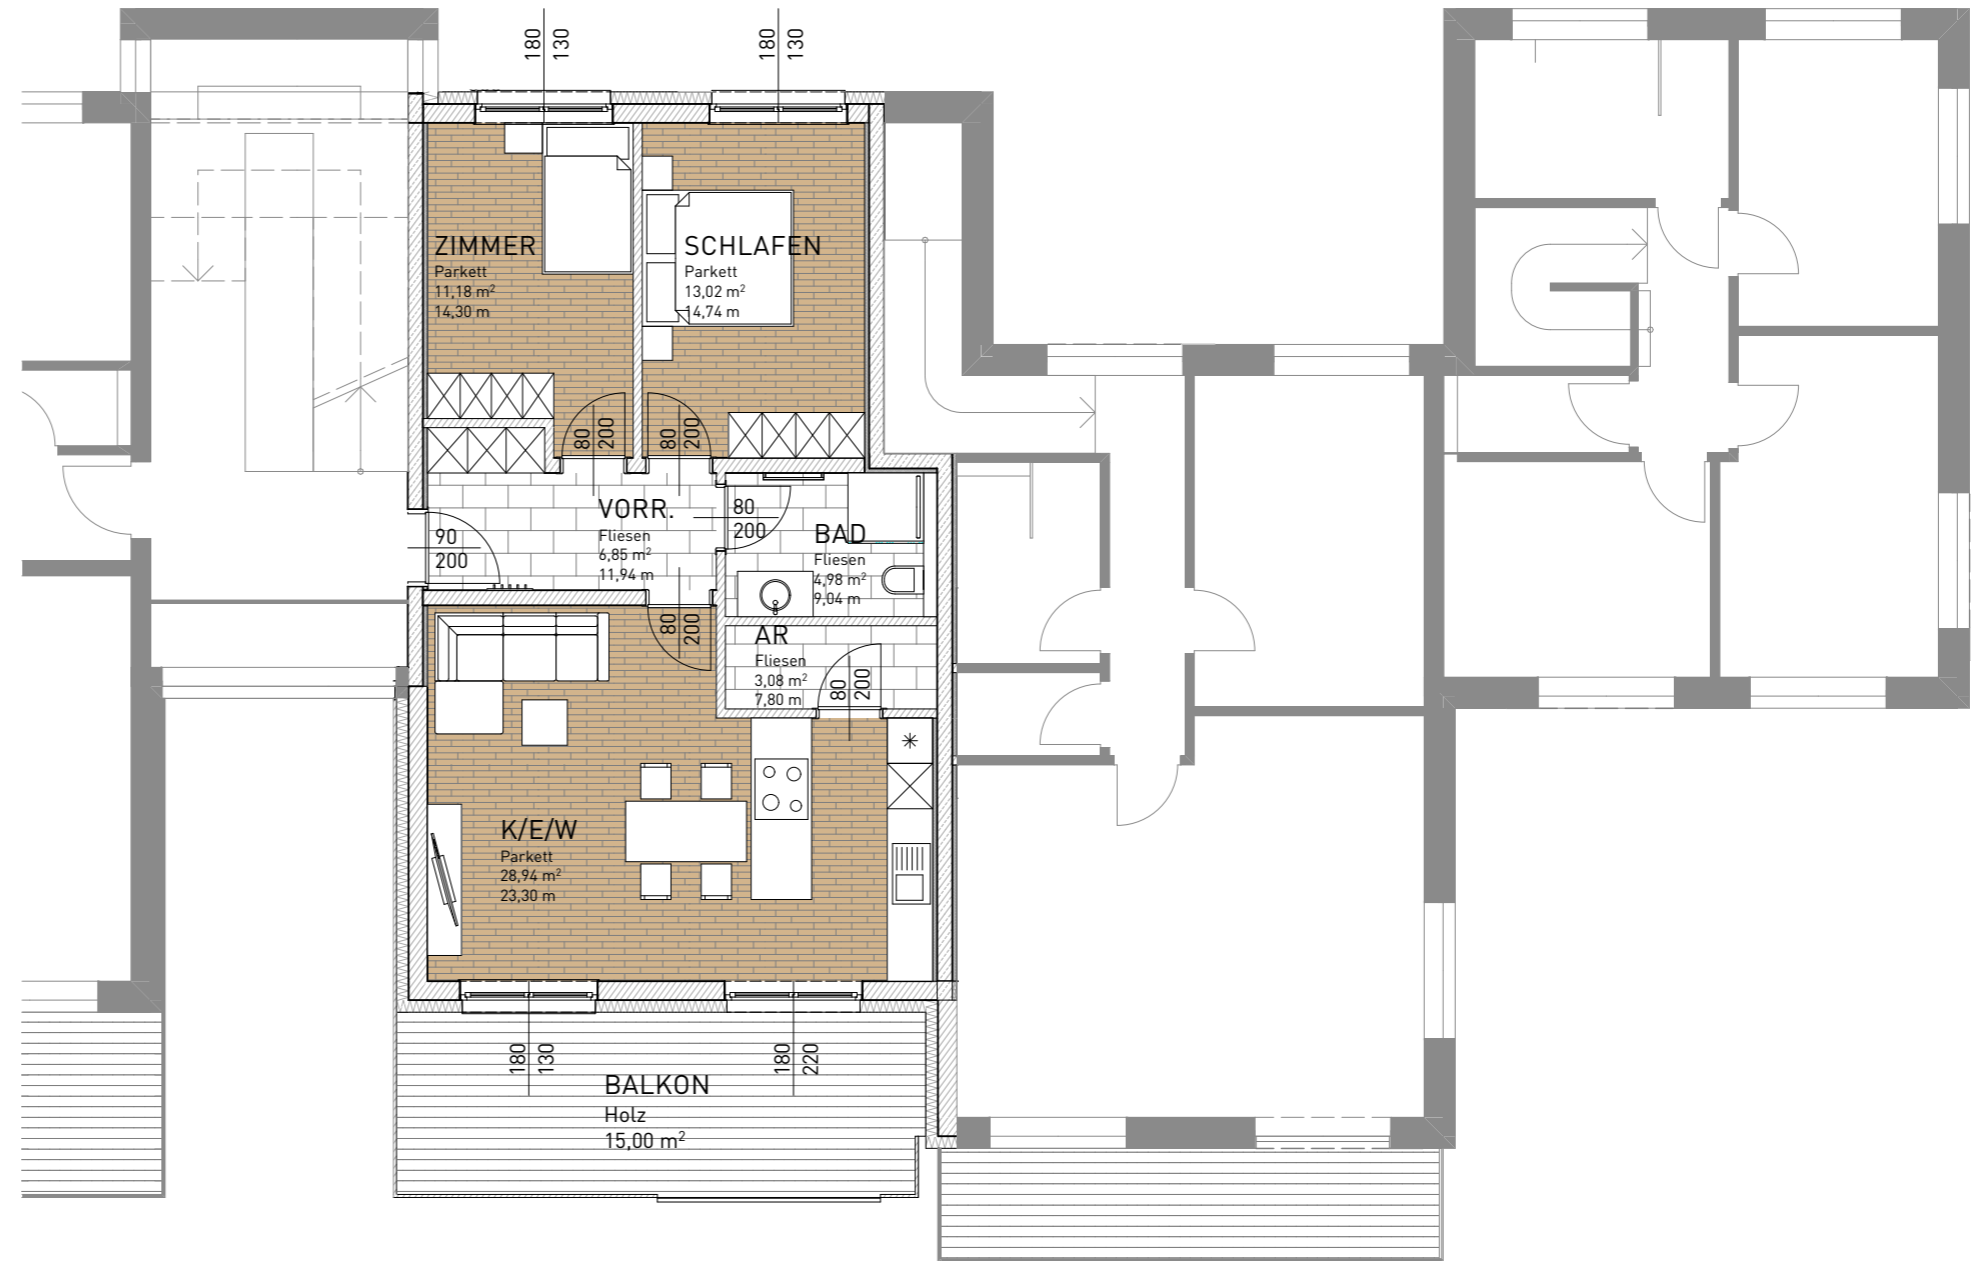 180
130
180
130
ZIMMER
Parkett
11,18 m²
14,30 m
SCHLAFEN
Parkett
13,02 m²
14,74 m
80
200
80
200
VORR.
Fliesen
6,85 m²
11,94 m
90
200
80
200
BAD
Fliesen
4,98 m²
9,04 m
80
200
AR
Fliesen
3,08 m²
7,80 m
80
200
K/E/W
Parkett
28,94 m²
23,30 m
180
130
180
220
BALKON
Holz
15,00 m²